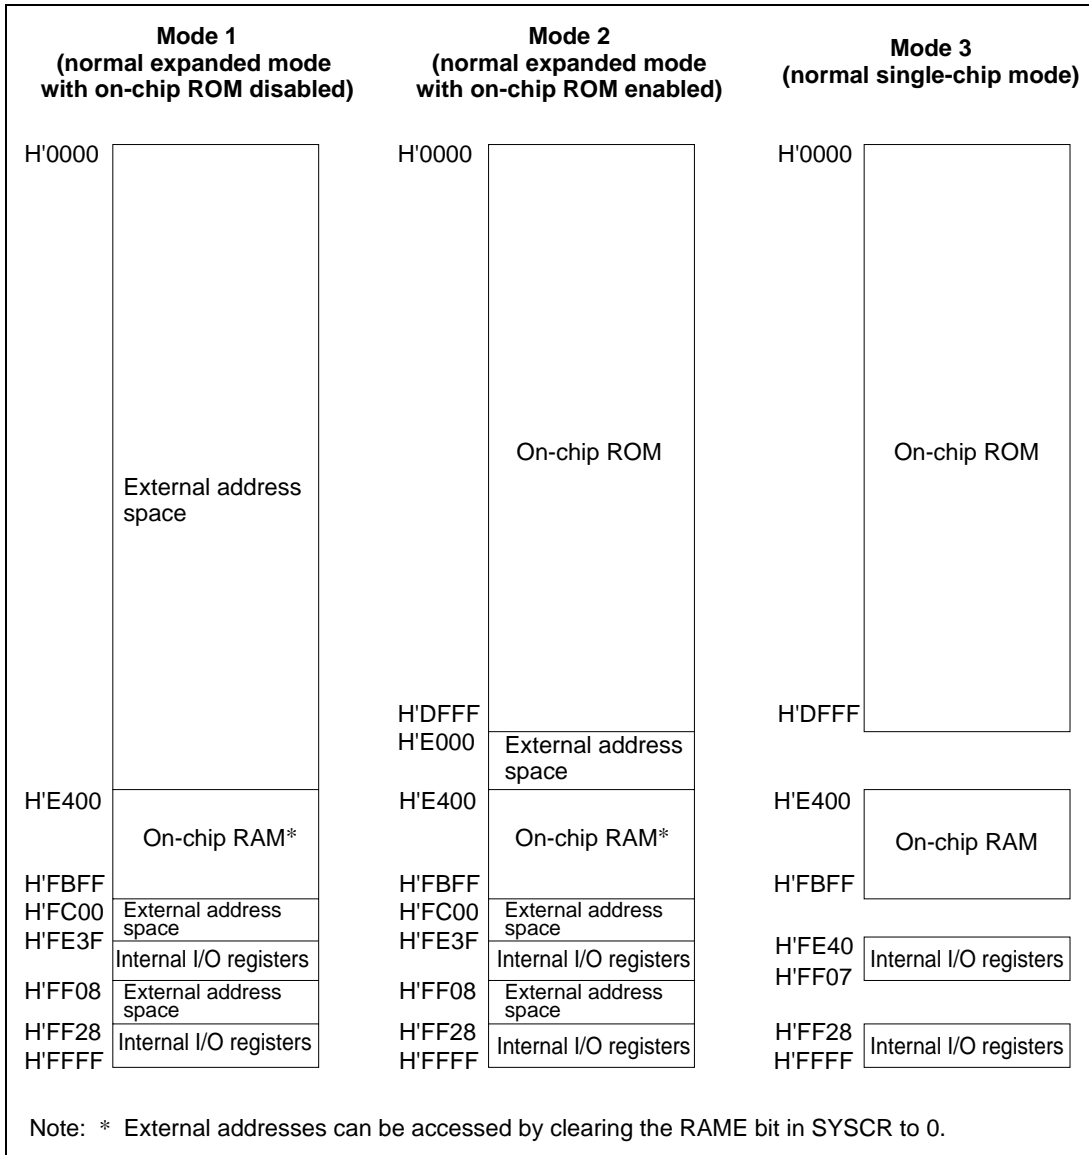 Mode 1
(normal expanded mode
with on-chip ROM disabled)
H'0000
External address
space
H'E400
On-chip RAM*
H'FBFF
H'FC00
External address
space
H'FE3F
Internal I/O registers
H'FF08
External address
space
H'FF28
Internal I/O registers
H'FFFF
Mode 2
(normal expanded mode
with on-chip ROM enabled)
H'0000
On-chip ROM
H'DFFF
H'E000
External address
space
H'E400
On-chip RAM*
H'FBFF
H'FC00
External address
space
H'FE3F
Internal I/O registers
H'FF08
External address
space
H'FF28
Internal I/O registers
H'FFFF
Mode 3
(normal single-chip mode)
H'0000
On-chip ROM
H'DFFF
H'E400
On-chip RAM
H'FBFF
H'FE40
Internal I/O registers
H'FF07
H'FF28
Internal I/O registers
H'FFFF
Note: * External addresses can be accessed by clearing the RAME bit in SYSCR to 0.